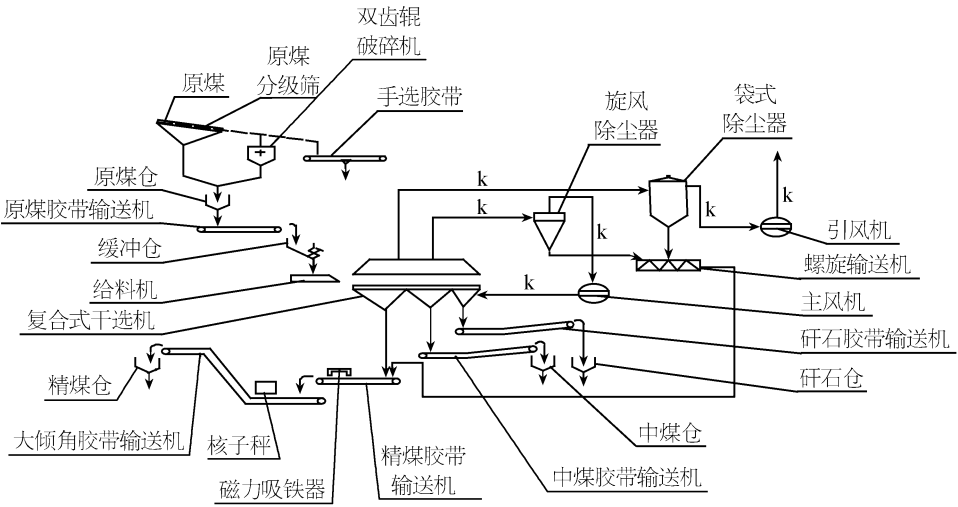 双齿辊
破碎机
原煤
分级筛
原煤
手选胶带
旋风
除尘器
袋式
除尘器
原煤仓
k
k
k
k
k
原煤胶带输送机
引风机
缓冲仓
螺旋输送机
给料机
k
主风机
复合式干选机
矸石胶带输送机
精煤仓
矸石仓
大倾角胶带输送机
核子秤
中煤仓
精煤胶带
输送机
磁力吸铁器
中煤胶带输送机